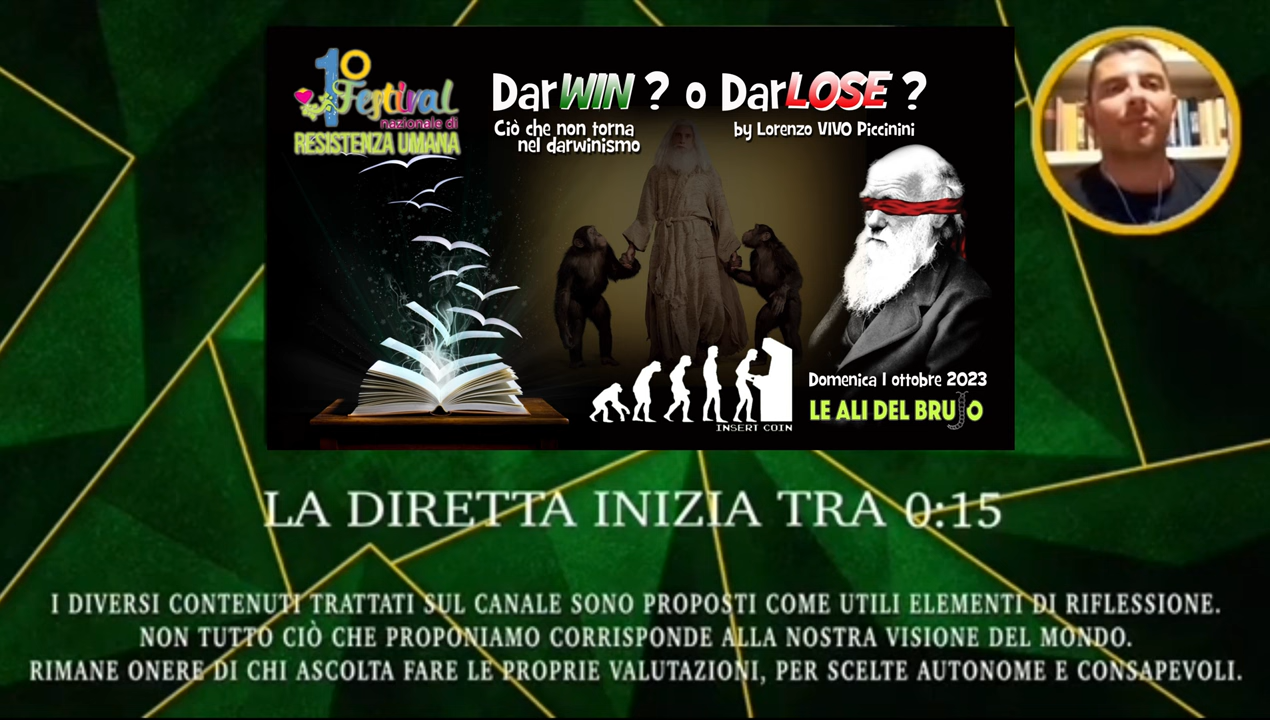 1º
Festival
nazionale di
RESISTENZA UMANA
DarWIN ? o DarLOSE ?
Ciò che non torna
nel darwinismo
by Lorenzo VIVO Piccinini
INSERT COIN
Domenica 1 ottobre 2023
LE ALI DEL BRUJO
LA DIRETTA INIZIA TRA 0:15
I DIVERSI CONTENUTI TRATTATI SUL CANALE SONO PROPOSTI COME UTILI ELEMENTI DI RIFLESSIONE.
NON TUTTO CIÒ CHE PROPONIAMO CORRISPONDE ALLA NOSTRA VISIONE DEL MONDO.
RIMANE ONERE DI CHI ASCOLTA FARE LE PROPRIE VALUTAZIONI, PER SCELTE AUTONOME E CONSAPEVOLI.